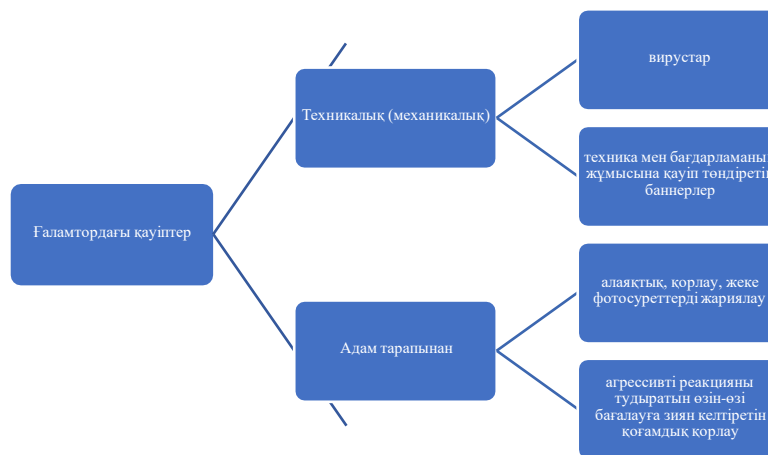 Ғаламтордағы қауіптер
Техникалық (механикалық)
вирустар
техника мен бағдарламаны
жұмысына қауіп төндіретін
баннерлер
Адам тарапынан
алаяқтық, қорлау, жеке
фотосуреттерді жариялау
агрессивті реакцияны
тудыратын өзін-өзі
бағалауға зиян келтіретін
қоғамдық қорлау